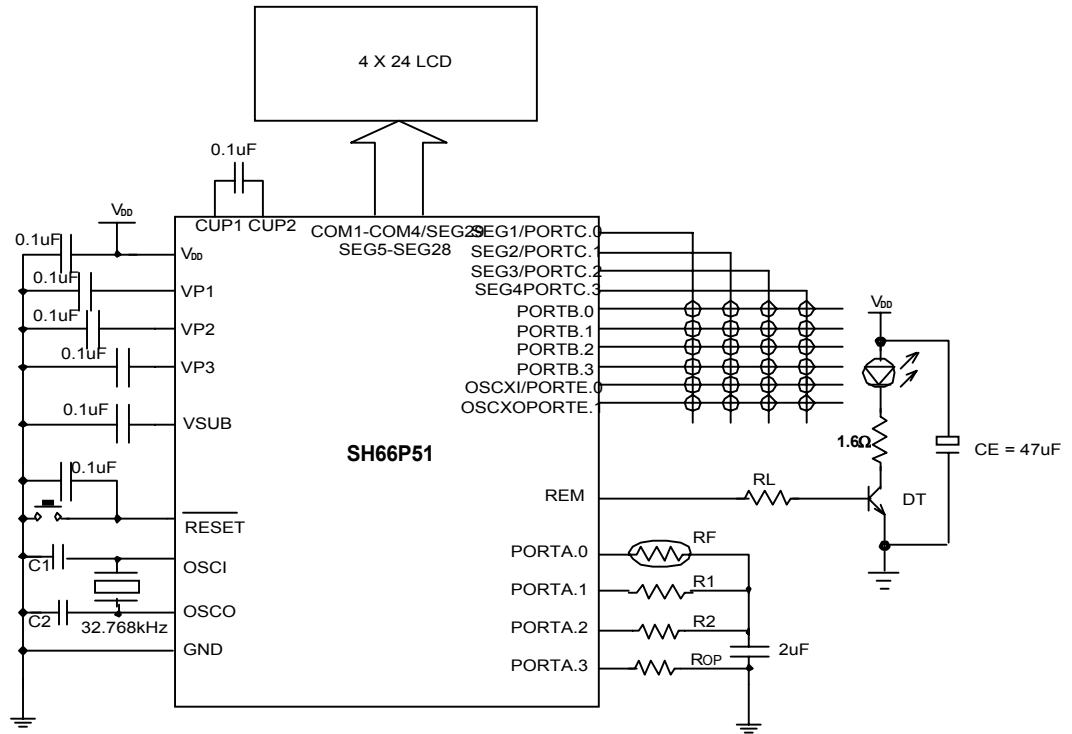 4 X 24 LCD
0.1uF
CUP1 CUP2
COM1-COM4/SEG29
SEG5-SEG28
VDD
0.1uF
VDD
0.1uF
VP1
0.1uF
VP2
0.1uF
VP3
0.1uF
VSUB
0.1uF
RESET
C1
OSCI
C2
32.768kHz
OSCO
GND
SH66P51
SEG1/PORTC.0
SEG2/PORTC.1
SEG3/PORTC.2
SEG4PORTC.3
PORTB.0
PORTB.1
PORTB.2
PORTB.3
OSCXI/PORTE.0
OSCXOPORTE.1
VDD
1.6Ω
CE = 47uF
REM
RL
DT
PORTA.0
RF
PORTA.1
R1
PORTA.2
R2
PORTA.3
ROP
2uF